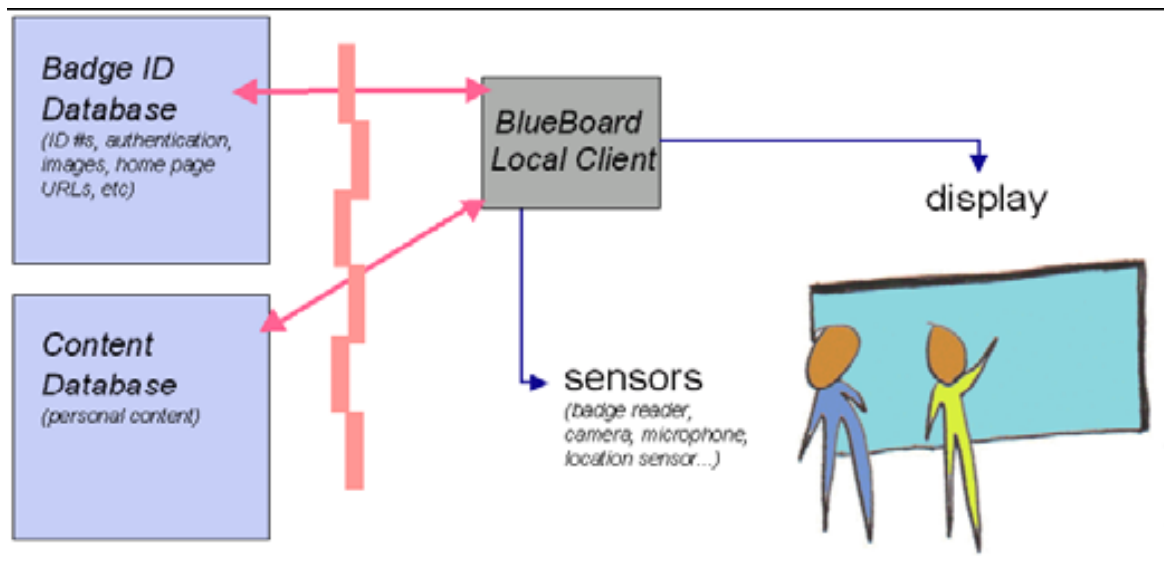 Badge ID
Database
(ID #s, authentication,
images, home page
URLs, etc)
BlueBoard
Local Client
display
Content
Database
(personal content)
sensors
(badge reader,
camera, microphone,
location sensor...)